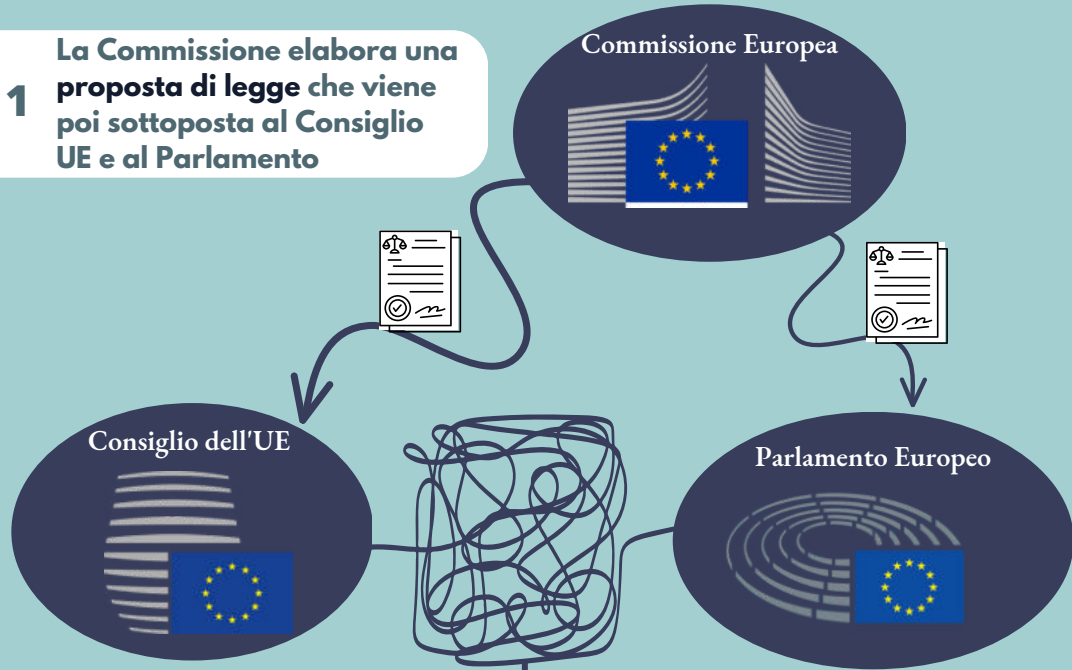 1
La Commissione elabora una
proposta di legge che viene
poi sottoposta al Consiglio
UE e al Parlamento
Commissione Europea
Consiglio dell'UE
Parlamento Europeo